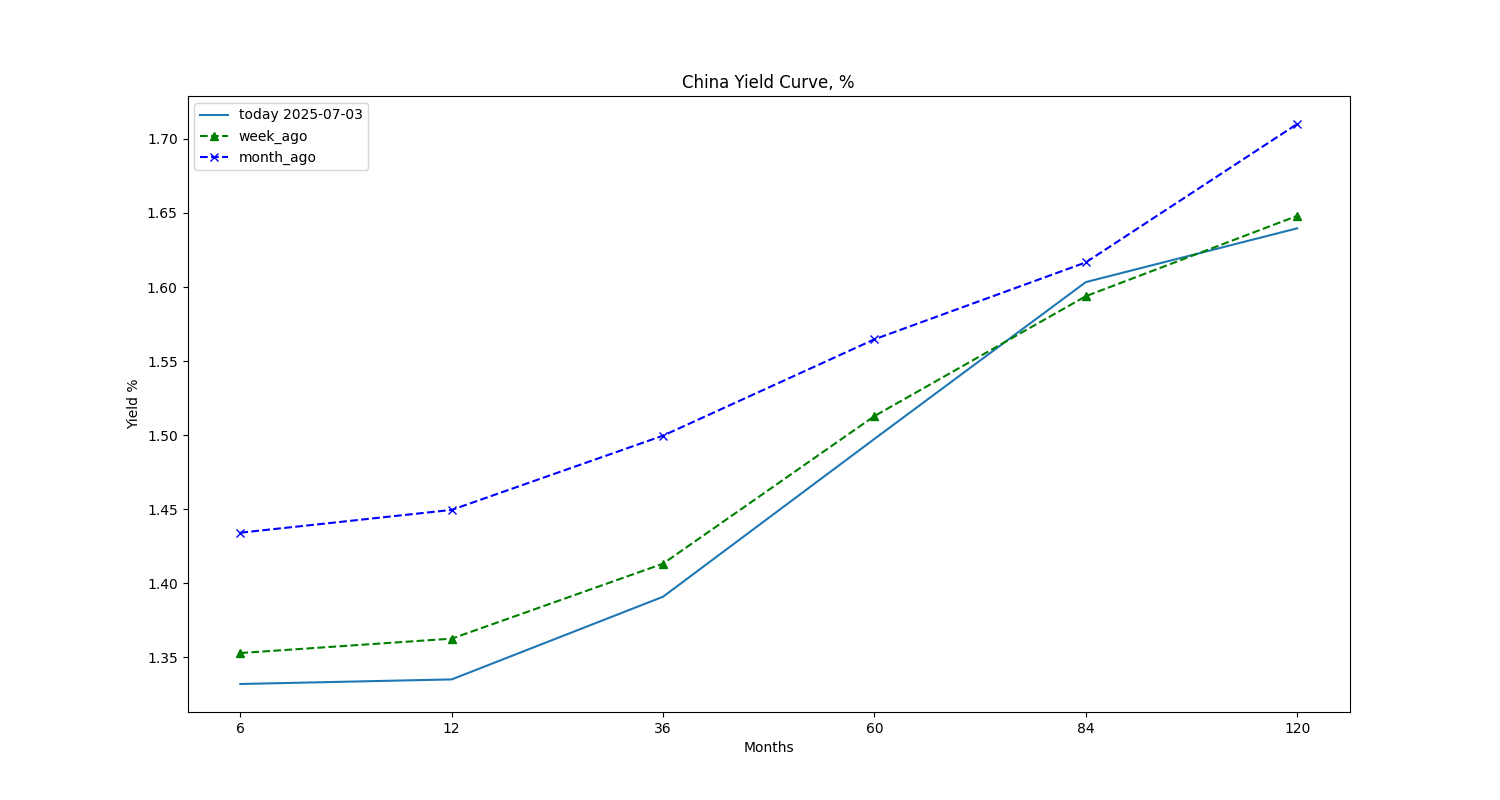 China Yield Curve, %
today 2025-07-03
week_ago
month_ago
1.70
1.65
1.60
1.55
1.50
1.45
1.40
1.35
Yield %
6 12 36 60 84 120
Months